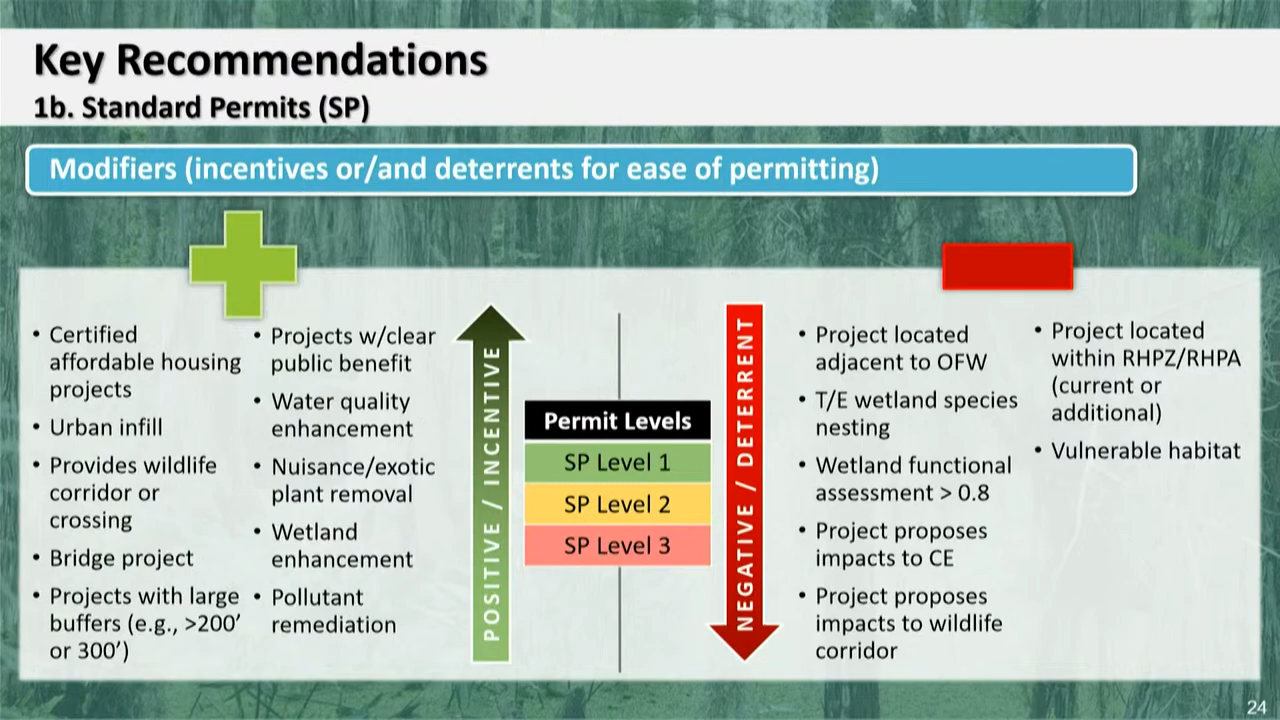 Key Recommendations
1b. Standard Permits (SP)
Modifiers (incentives or/and deterrents for ease of permitting)
• Certified
affordable housing
projects
• Urban infill
• Provides wildlife
corridor or
crossing
• Bridge project
• Projects with large
buffers (e.g., >200’
or 300’)
• Projects w/clear
public benefit
• Water quality
enhancement
• Nuisance/exotic
plant removal
• Wetland
enhancement
• Pollutant
remediation
POSITIVE / INCENTIVE
Permit Levels
SP Level 1
SP Level 2
SP Level 3
NEGATIVE / DETERRENT
• Project located
adjacent to OFW
• T/E wetland species
nesting
• Wetland functional
assessment > 0.8
• Project proposes
impacts to CE
• Project proposes
impacts to wildlife
corridor
• Project located
within RHPZ/RHPA
(current or
additional)
• Vulnerable habitat
24